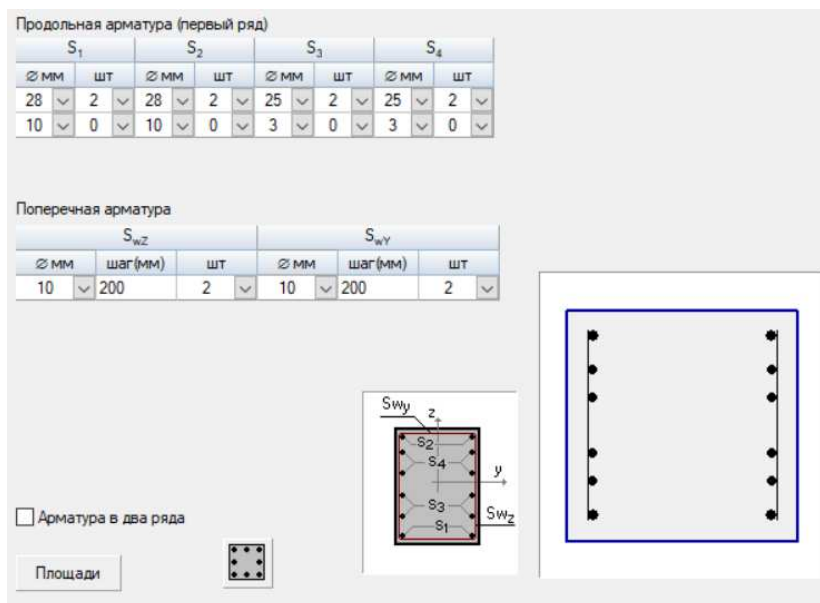 Продольная арматура (первый ряд)
S1 S2 S3 S4
∅ мм шт ∅ мм шт ∅ мм шт ∅ мм шт
28 2 28 2 25 2 25 2
10 0 10 0 3 0 3 0
Поперечная арматура
SwZ SwY
∅ мм шаг(мм) шт ∅ мм шаг(мм) шт
10 200 2 10 200 2
Swy z
S2
S4 y
S3 Swz
S1
Арматура в два ряда
Площади